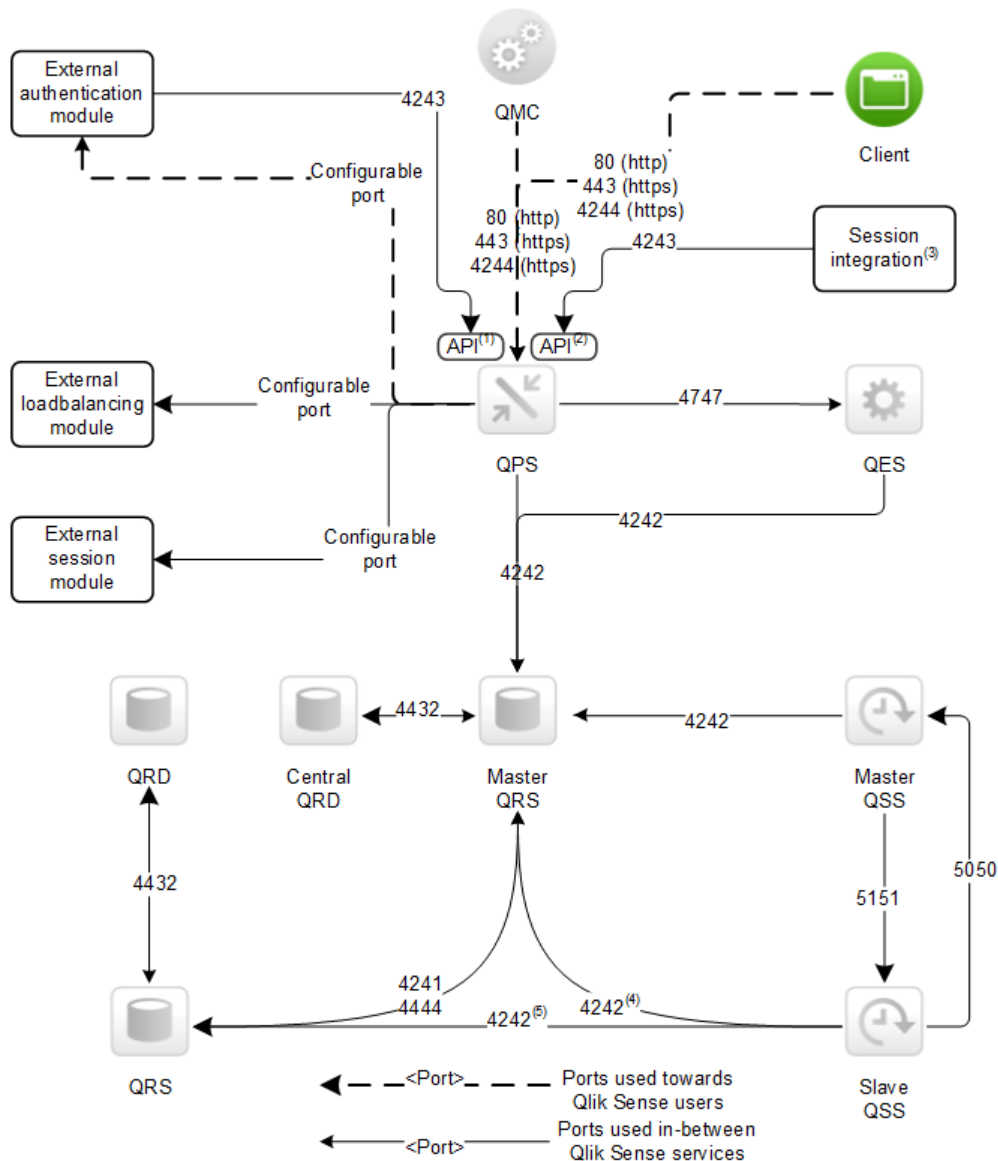 External
authentication
module
4243
QMC
Client
Configurable
port
80 (http)
443 (https)
4244 (https)
80 (http)
443 (https)
4244 (https)
4243
Session
integration(3)
API(1)
API(2)
External
loadbalancing
module
Configurable
port
4747
QPS
QES
External
session
module
Configurable
port
4242
4242
4432
4242
QRD
Central
QRD
Master
QRS
Master
QSS
4432
5050
5151
4241
4444
4242(5)
4242(4)
QRS
Slave
QSS
<Port>
Ports used towards
Qlik Sense users
<Port>
Ports used in-between
Qlik Sense services